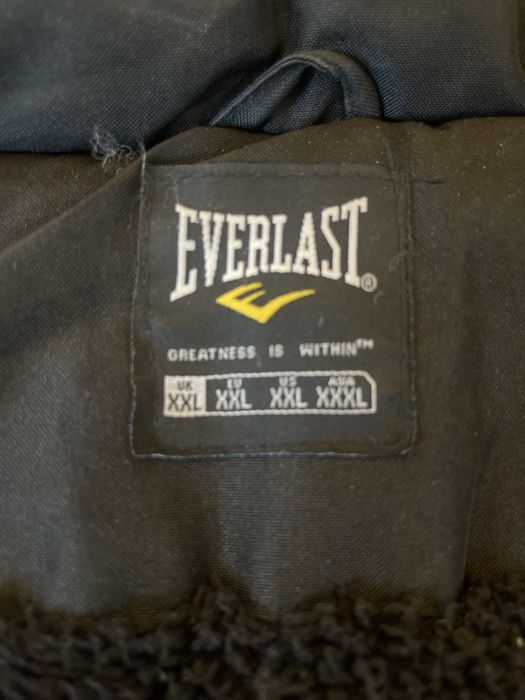 EVERLAST®
GREATNESS IS WITHIN™
UK EU US ASIA
XXL XXL XXL XXXL